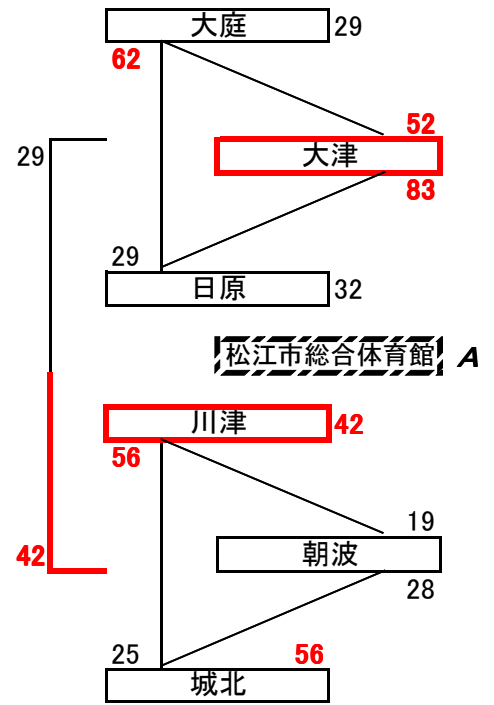 大庭 29
62
52
29 大津
83
29
日原 32
松江市総合体育館 A
川津 42
56
19
42 朝波
28
25 56
城北